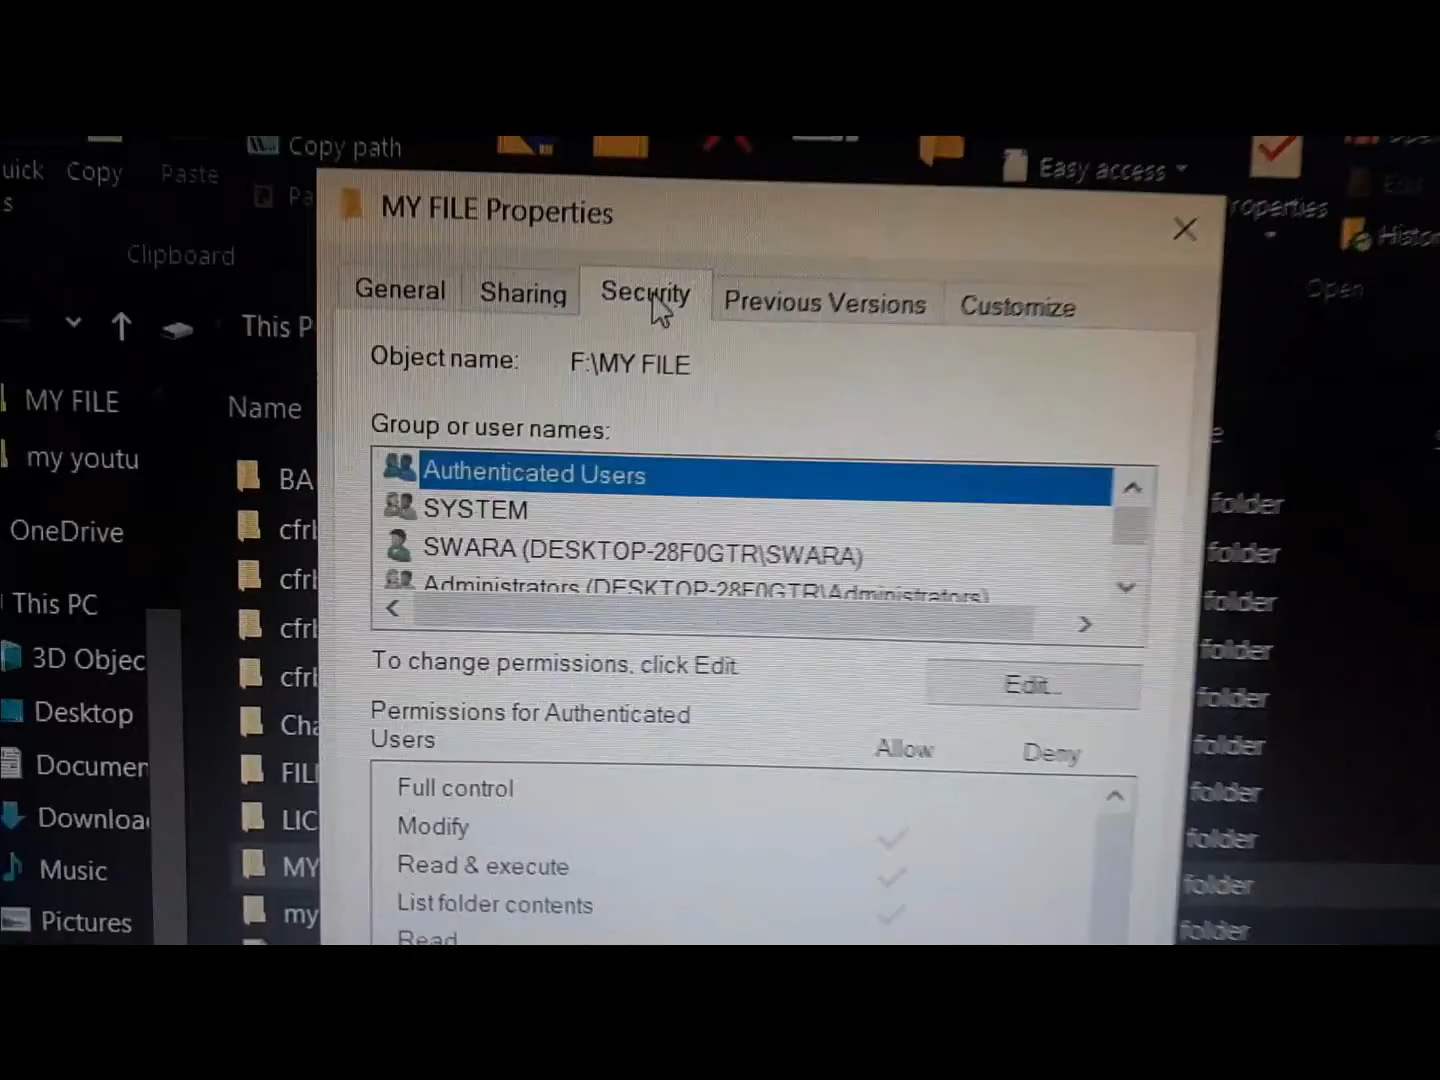 Copy path
uick Copy Paste
Easy access
s
Pa
MY FILE Properties
roperties
Histor
Clipboard
General Sharing Security Previous Versions Customize
Open
This P
Object name: F:\MY FILE
MY FILE
Name
Group or user names:
my youtu
BA
Authenticated Users
SYSTEM
folder
OneDrive
cfrl
SWARA (DESKTOP-28F0GTR\SWARA)
folder
cfrl
Administrators (DESKTOP-28F0GTR\Administrators)
folder
This PC
cfrl
folder
3D Objec
cfrl
To change permissions, click Edit.
Edit...
folder
Desktop
Cha
Permissions for Authenticated
Users
Allow Deny
folder
Documen
FIL
Full control
folder
Downloa
LIC
Modify
folder
Music
MY
Read & execute
folder
Pictures
my
List folder contents
folder
Read